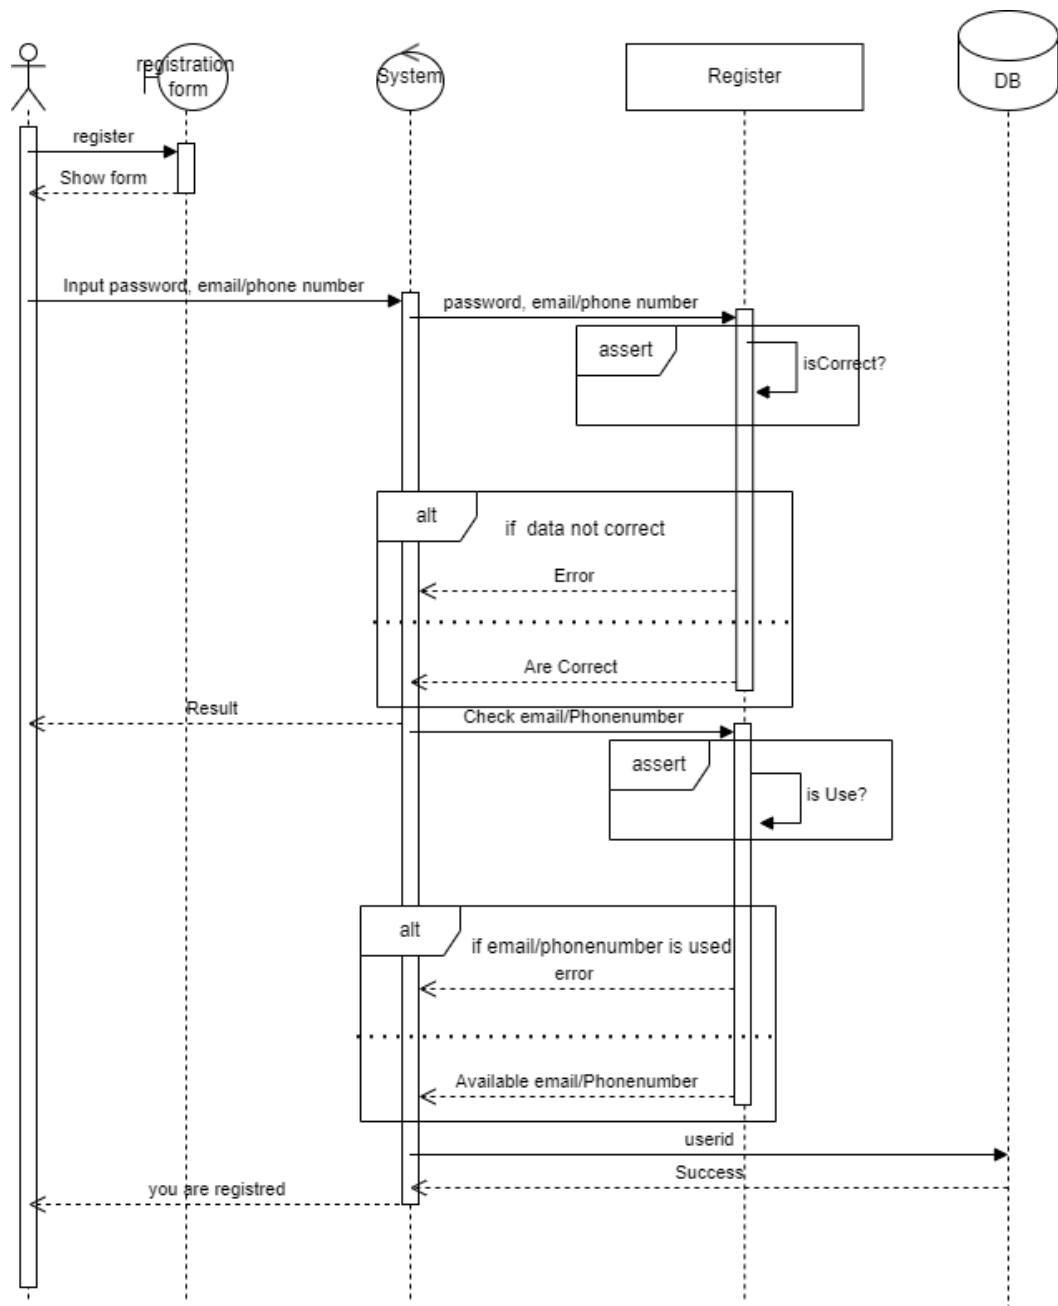 registration
form
System
Register
DB
register
Show form
Input password, email/phone number
password, email/phone number
assert
isCorrect?
alt
if  data not correct
Error
Are Correct
Result
Check email/Phonenumber
assert
is Use?
alt
if email/phonenumber is used
error
Available email/Phonenumber
userid
Success
you are registred